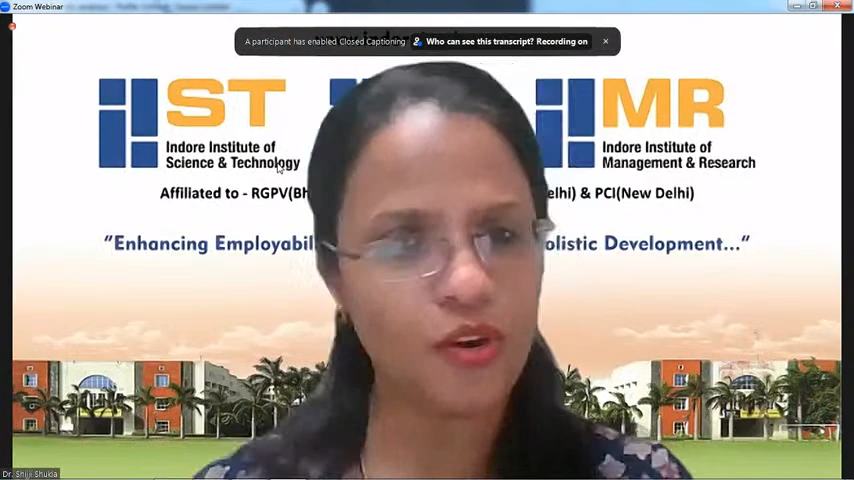 Zoom Webinar
A participant has enabled Closed Captioning
Who can see this transcript? Recording on
ST
MR
Indore Institute of
Science & Technology
Indore Institute of
Management & Research
Affiliated to - RGPV(Bh
elhi) & PCI(New Delhi)
"Enhancing Employabil
olistic Development..."
Dr. Shilji Shukla